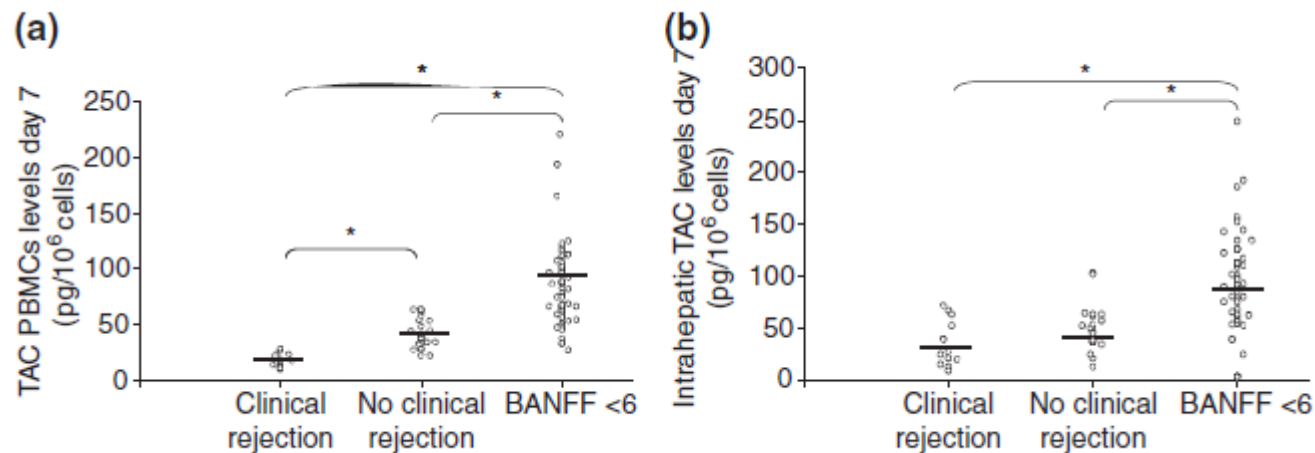 (a)
TAC PBMCs levels day 7
(pg/10⁶ cells)
250
200
150
100
50
0
*
*
*
Clinical
rejection
No clinical
rejection
BANFF <6
(b)
Intrahepatic TAC levels day 7
(pg/10⁶ cells)
300
250
200
150
100
50
0
*
*
Clinical
rejection
No clinical
rejection
BANFF <6